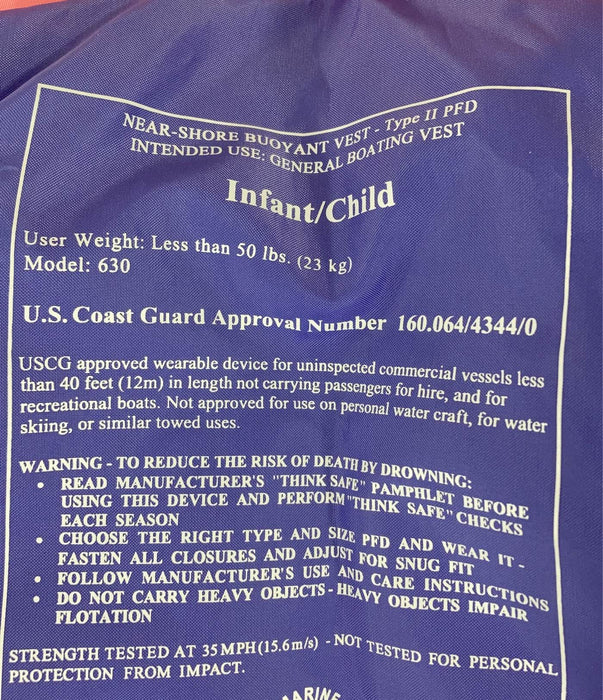 NEAR-SHORE BUOYANT VEST - Type II PFD
INTENDED USE: GENERAL BOATING VEST
Infant/Child
User Weight: Less than 50 lbs. (23 kg)
Model: 630
U.S. Coast Guard Approval Number 160.064/4344/0
USCG approved wearable device for uninspected commercial vessels less
than 40 feet (12m) in length not carrying passengers for hire, and for
recreational boats. Not approved for use on personal water craft, for water
skiing, or similar towed uses.
WARNING - TO REDUCE THE RISK OF DEATH BY DROWNING:
• READ MANUFACTURER'S "THINK SAFE" PAMPHLET BEFORE
USING THIS DEVICE AND PERFORM "THINK SAFE" CHECKS
EACH SEASON
• CHOOSE THE RIGHT TYPE AND SIZE PFD AND WEAR IT -
FASTEN ALL CLOSURES AND ADJUST FOR SNUG FIT
• FOLLOW MANUFACTURER'S USE AND CARE INSTRUCTIONS
• DO NOT CARRY HEAVY OBJECTS - HEAVY OBJECTS IMPAIR
FLOTATION
STRENGTH TESTED AT 35 MPH (15.6m/s) - NOT TESTED FOR PERSONAL
PROTECTION FROM IMPACT.